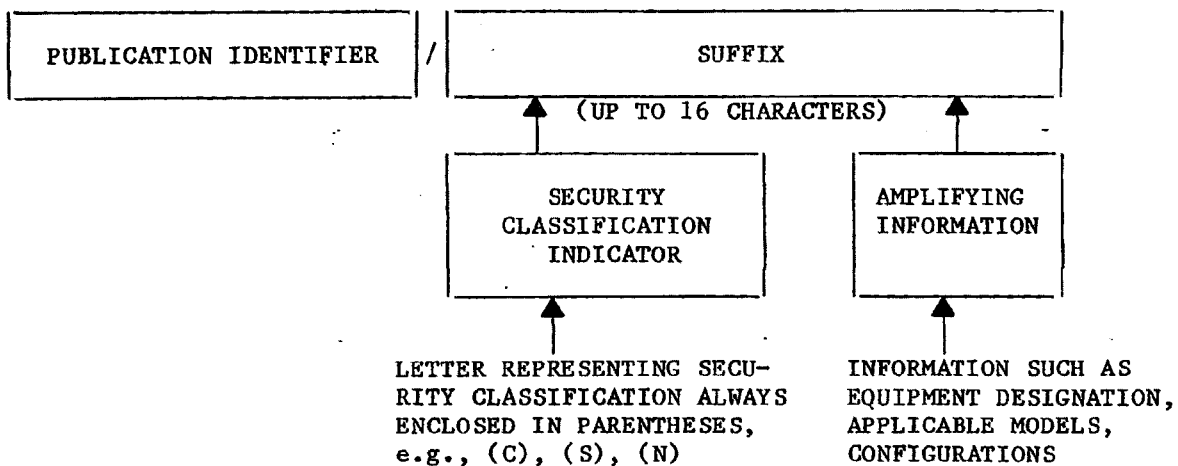 PUBLICATION IDENTIFIER / SUFFIX
(UP TO 16 CHARACTERS)
SECURITY
CLASSIFICATION
INDICATOR
AMPLIFYING
INFORMATION
LETTER REPRESENTING SECU-
RITY CLASSIFICATION ALWAYS
ENCLOSED IN PARENTHESES,
e.g., (C), (S), (N)
INFORMATION SUCH AS
EQUIPMENT DESIGNATION,
APPLICABLE MODELS,
CONFIGURATIONS